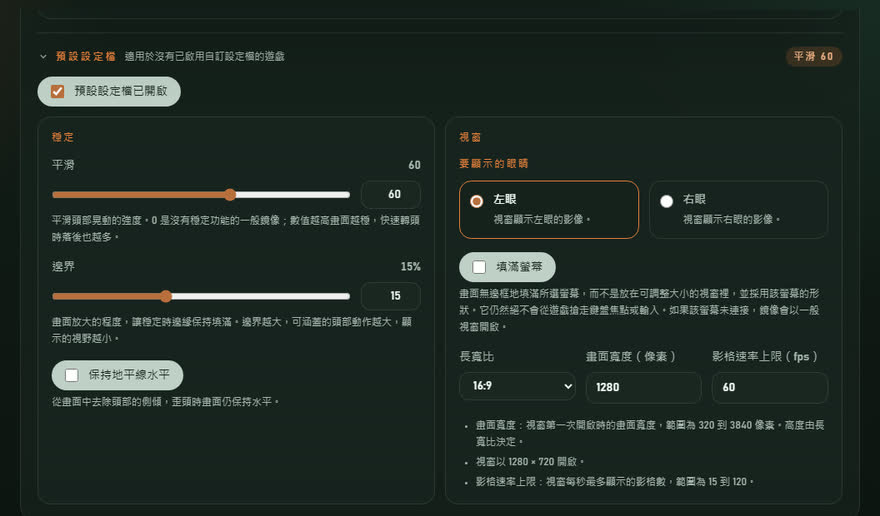 預設設定檔 適用於沒有已啟用自訂設定檔的遊戲
平滑 60
預設設定檔已開啟
穩定
平滑
60
60
平滑頭部晃動的強度。0 是沒有穩定功能的一般鏡像；數值越高畫面越穩，快速轉頭
時落後也越多。
邊界
15%
15
畫面放大的程度，讓穩定時邊緣保持填滿。邊界越大，可涵蓋的頭部動作越大，顯
示的視野越小。
保持地平線水平
從畫面中去除頭部的側傾，歪頭時畫面仍保持水平。
視窗
要顯示的眼睛
左眼
視窗顯示左眼的影像。
右眼
視窗顯示右眼的影像。
填滿螢幕
畫面無邊框地填滿所選螢幕，而不是放在可調整大小的視窗裡，並採用該螢幕的形
狀。它仍然絕不會從遊戲搶走鍵盤焦點或輸入。如果該螢幕未連接，鏡像會以一般
視窗開啟。
長寬比
畫面寬度（像素）
影格速率上限（fps）
16:9
1280
60
• 畫面寬度：視窗第一次開啟時的畫面寬度，範圍為 320 到 3840 像素。高度由長
寬比決定。
• 視窗以 1280 × 720 開啟。
• 影格速率上限：視窗每秒最多顯示的影格數，範圍為 15 到 120。